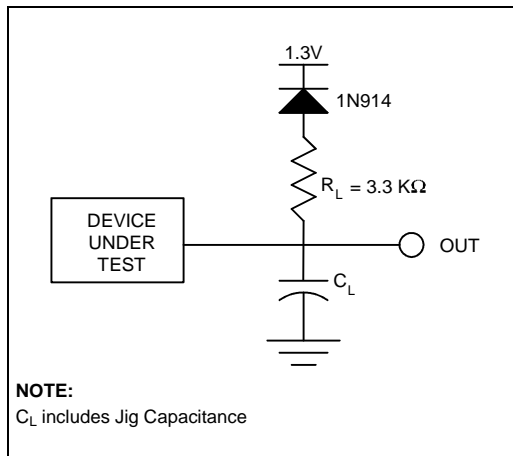 1.3V
1N914
R_L = 3.3 KΩ
DEVICE
UNDER
TEST
OUT
C_L
NOTE:
C_L includes Jig Capacitance